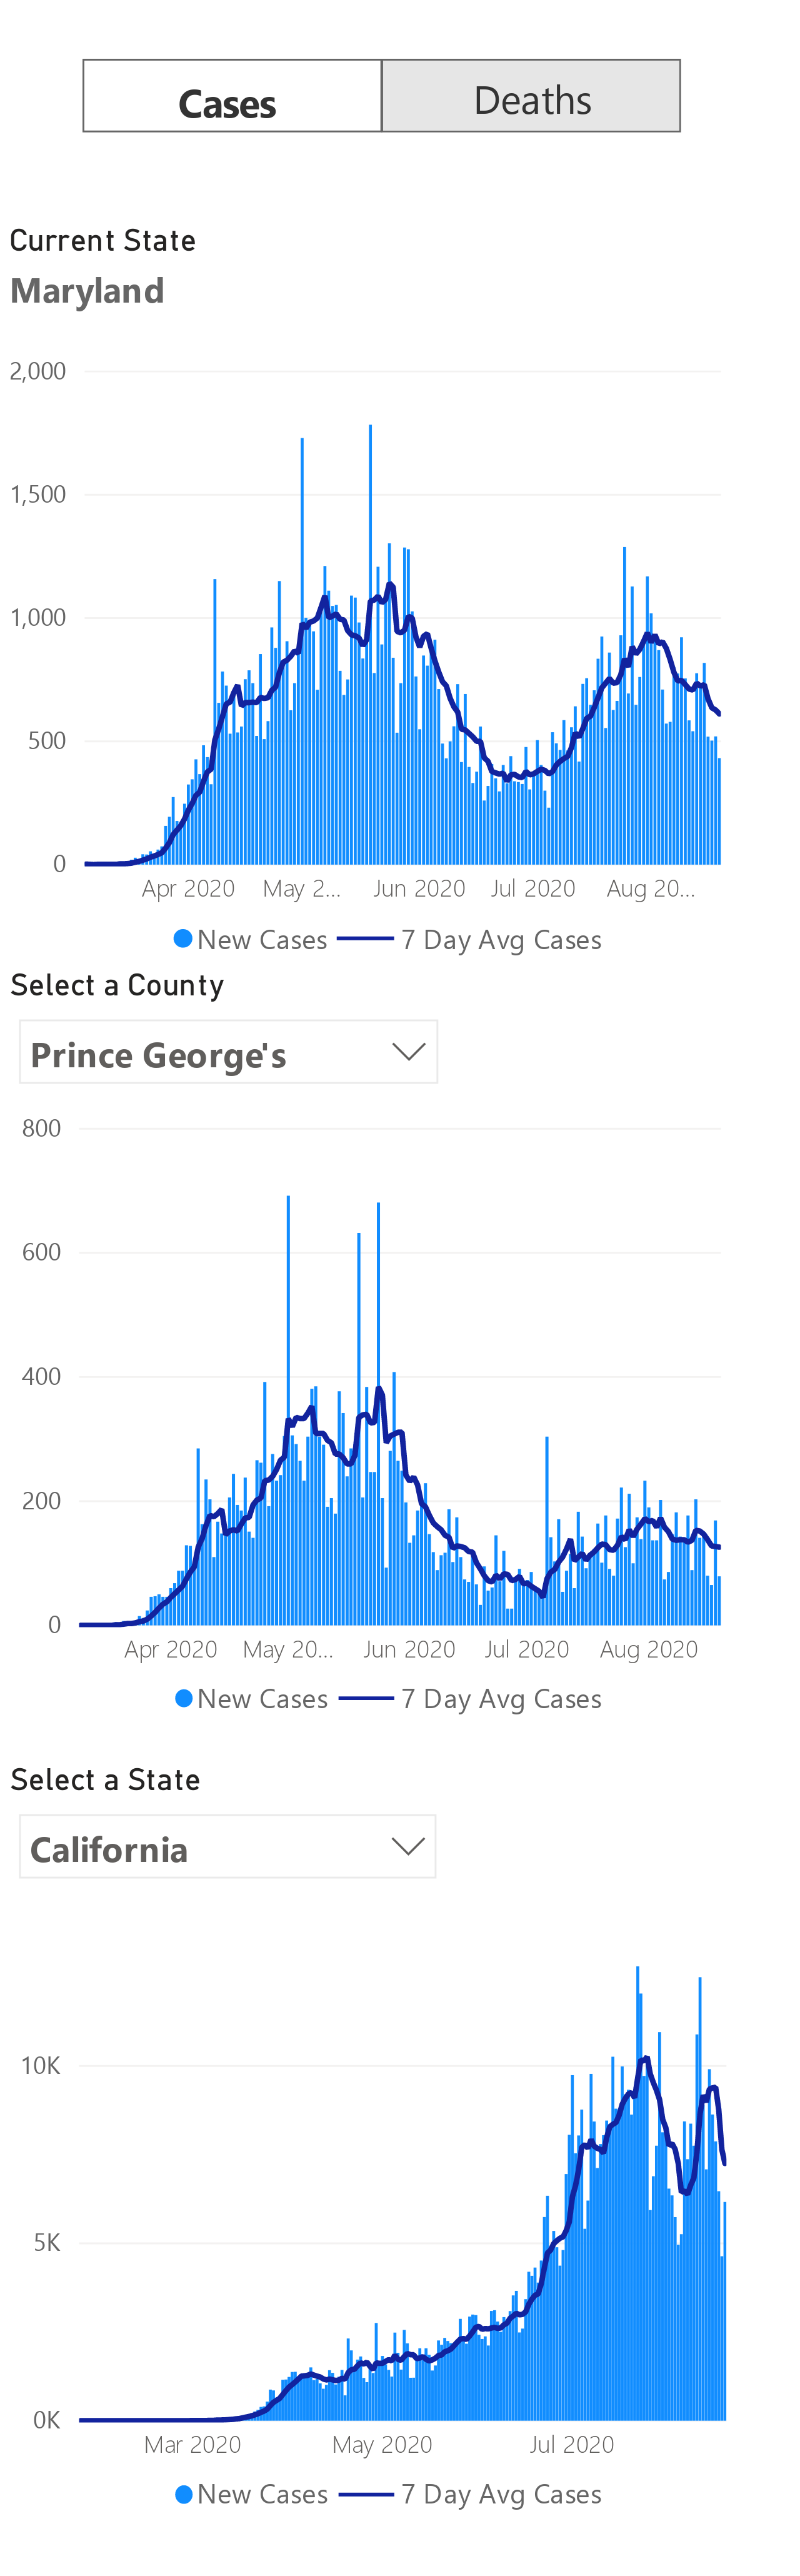 Cases Deaths
Current State
Maryland
2,000
1,500
1,000
500
0
Apr 2020 May 2... Jun 2020 Jul 2020 Aug 20...
New Cases 7 Day Avg Cases
Select a County
Prince George's
800
600
400
200
0
Apr 2020 May 20... Jun 2020 Jul 2020 Aug 2020
New Cases 7 Day Avg Cases
Select a State
California
10K
5K
0K
Mar 2020 May 2020 Jul 2020
New Cases 7 Day Avg Cases